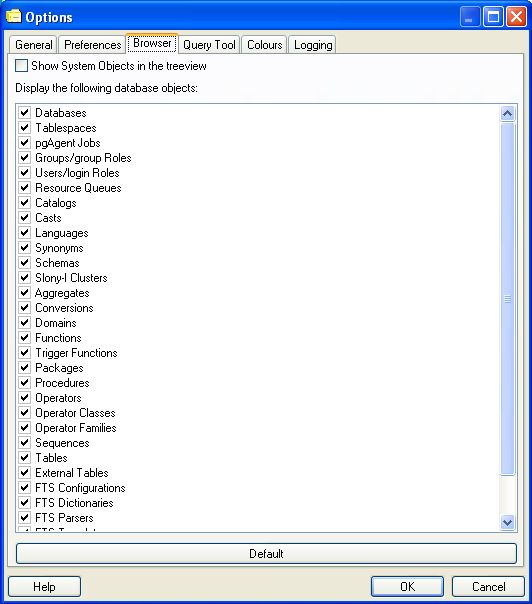 Options
General Preferences Browser Query Tool Colours Logging
Show System Objects in the treeview
Display the following database objects:
Databases
Tablespaces
pgAgent Jobs
Groups/group Roles
Users/login Roles
Resource Queues
Catalogs
Casts
Languages
Synonyms
Schemas
Slony-I Clusters
Aggregates
Conversions
Domains
Functions
Trigger Functions
Packages
Procedures
Operators
Operator Classes
Operator Families
Sequences
Tables
External Tables
FTS Configurations
FTS Dictionaries
FTS Parsers
Default
Help OK Cancel